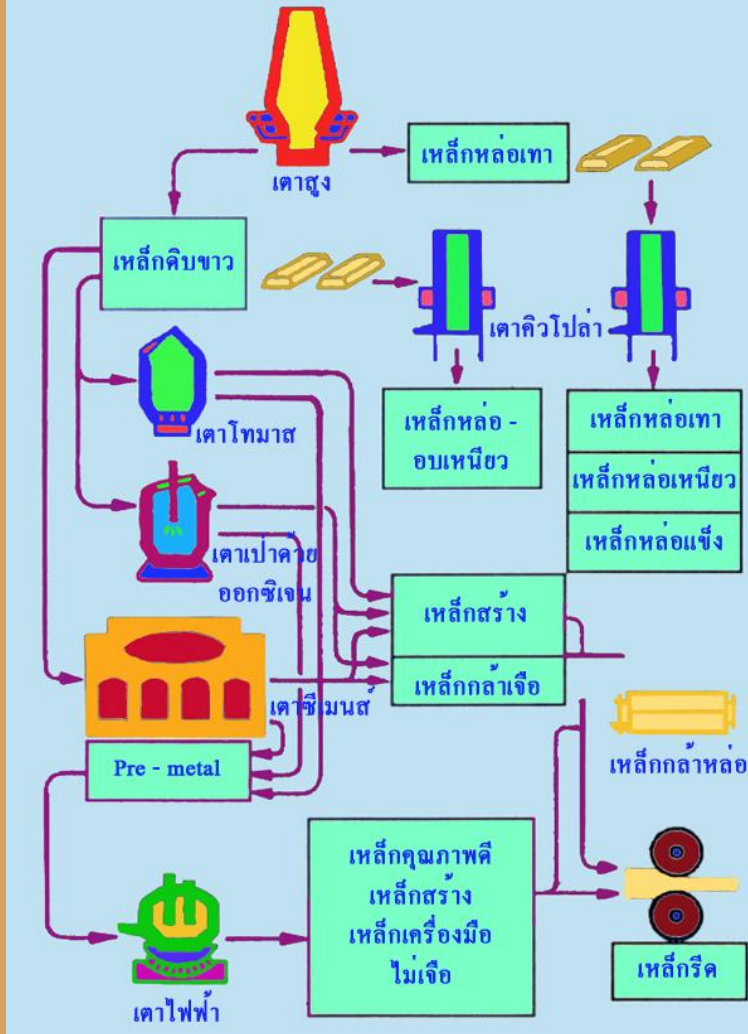 เตาสูง
เหล็กหล่อเทา
เหล็กดิบขาว
เตาคิวโปล่า
เตาโทมาส
เหล็กหล่อ -
อบเหนียว
เหล็กหล่อเทา
เหล็กหล่อเหนียว
เหล็กหล่อแข็ง
เตาเป่าด้วย
ออกซิเจน
เหล็กสร้าง
เหล็กกล้าเจือ
เตาซีเมนส์
Pre - metal
เหล็กกล้าหล่อ
เหล็กคุณภาพดี
เหล็กสร้าง
เหล็กเครื่องมือ
ไม่เจือ
เหล็กรีด
เตาไฟฟ้า